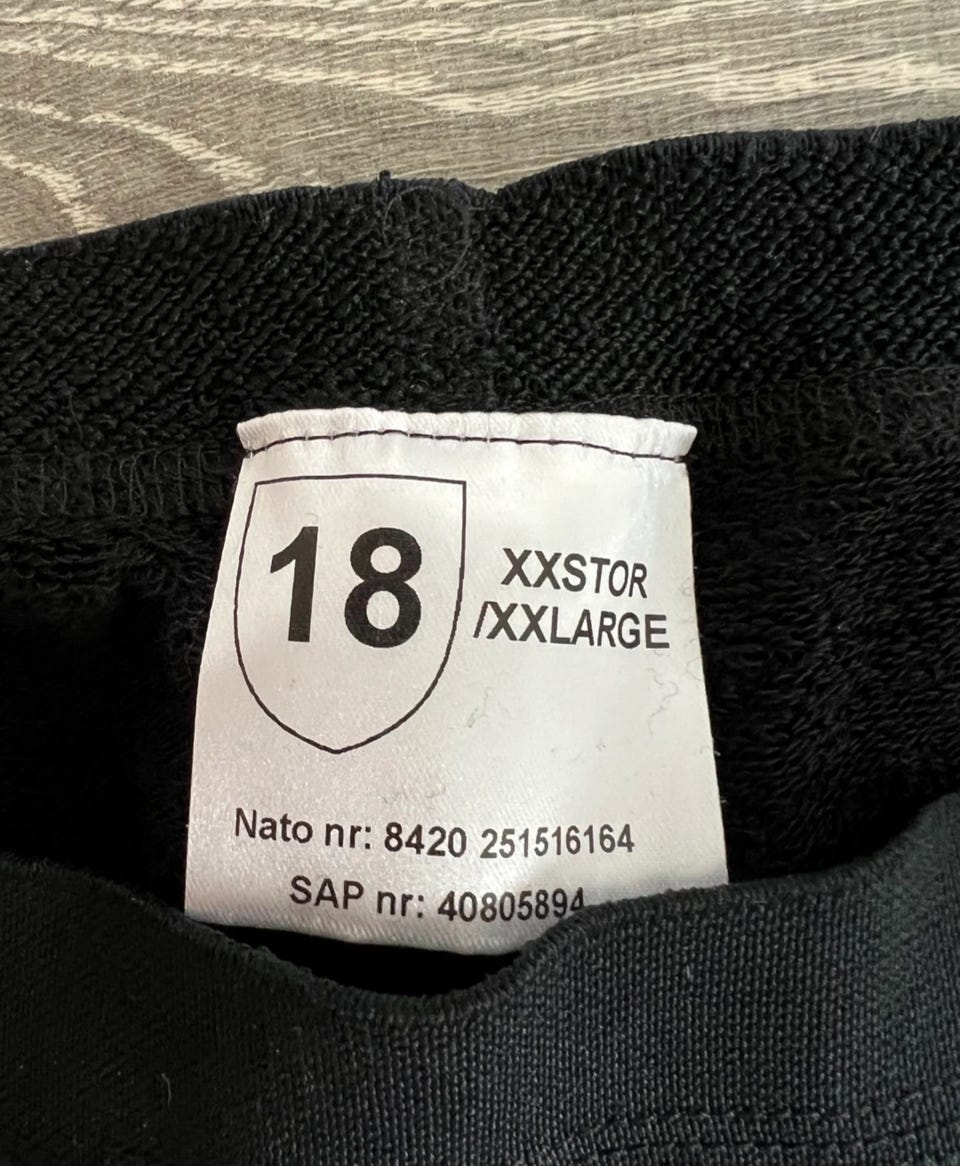 18
XXSTOR
/XXLARGE
Nato nr: 8420 251516164
SAP nr: 40805894